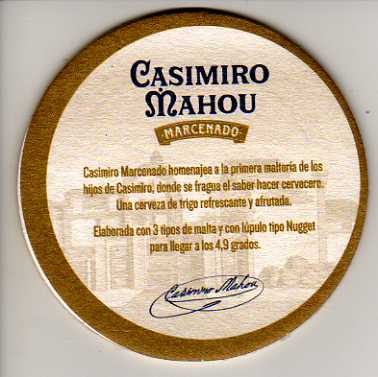 CASIMIRO
MAHOU
MARCENADO
Casimiro Marcenado homenajea a la primera maltería de los
hijos de Casimiro, donde se fragua el saber hacer cervecero.
Una cerveza de trigo refrescante y afrutada.
Elaborada con 3 tipos de malta y con lúpulo tipo Nugget
para llegar a los 4,9 grados.
Casimiro Mahou